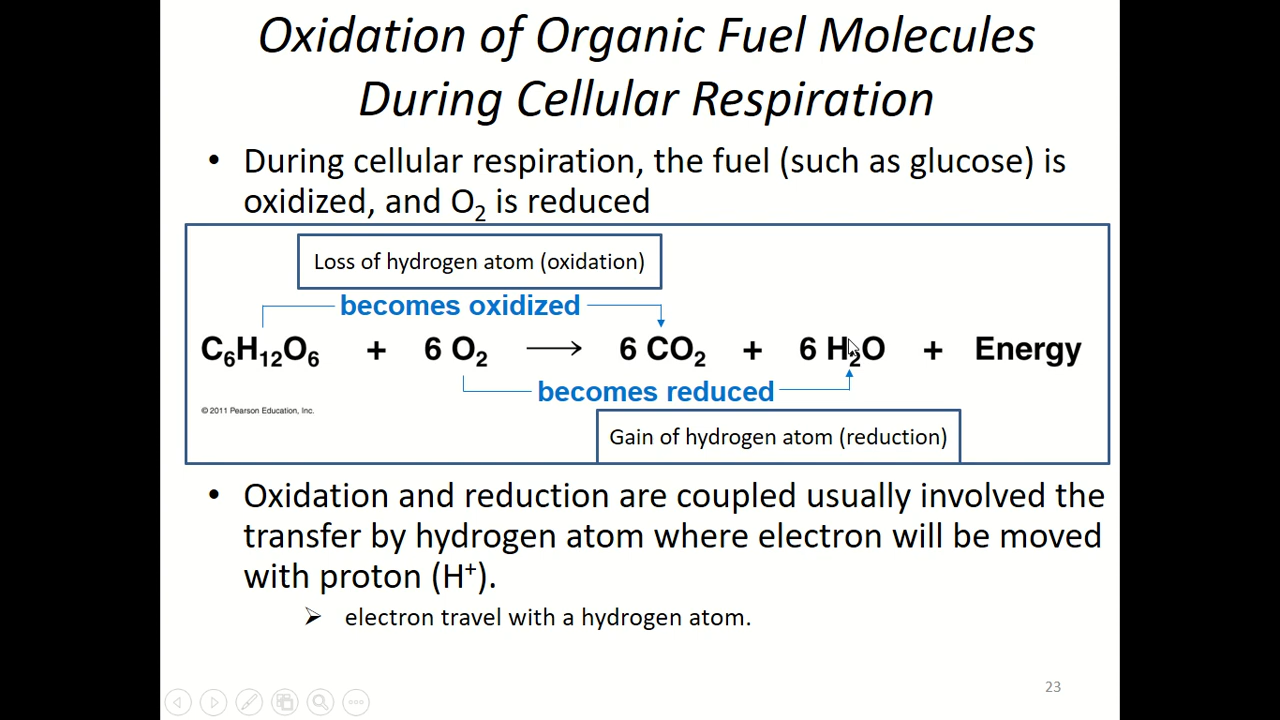 Oxidation of Organic Fuel Molecules
During Cellular Respiration
• During cellular respiration, the fuel (such as glucose) is
oxidized, and O₂ is reduced
Loss of hydrogen atom (oxidation)
becomes oxidized
C₆H₁₂O₆ + 6 O₂ ⟶ 6 CO₂ + 6 H₂O + Energy
becomes reduced
© 2011 Pearson Education, Inc.
Gain of hydrogen atom (reduction)
• Oxidation and reduction are coupled usually involved the
transfer by hydrogen atom where electron will be moved
with proton (H⁺).
➢ electron travel with a hydrogen atom.
23